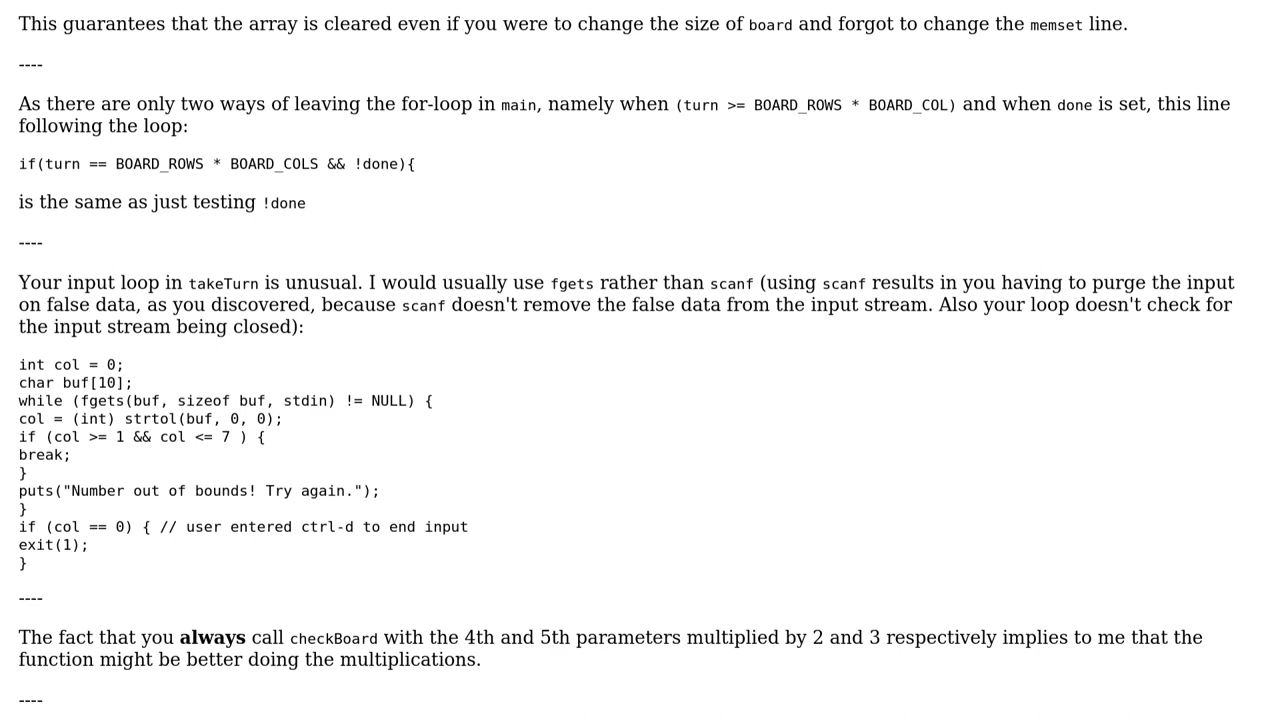 This guarantees that the array is cleared even if you were to change the size of board and forgot to change the memset line.
----
As there are only two ways of leaving the for-loop in main, namely when (turn >= BOARD_ROWS * BOARD_COL) and when done is set, this line
following the loop:
if(turn == BOARD_ROWS * BOARD_COLS && !done){
is the same as just testing !done
----
Your input loop in takeTurn is unusual. I would usually use fgets rather than scanf (using scanf results in you having to purge the input
on false data, as you discovered, because scanf doesn't remove the false data from the input stream. Also your loop doesn't check for
the input stream being closed):
int col = 0;
char buf[10];
while (fgets(buf, sizeof buf, stdin) != NULL) {
col = (int) strtol(buf, 0, 0);
if (col >= 1 && col <= 7 ) {
break;
}
puts("Number out of bounds! Try again.");
}
if (col == 0) { // user entered ctrl-d to end input
exit(1);
}
----
The fact that you always call checkBoard with the 4th and 5th parameters multiplied by 2 and 3 respectively implies to me that the
function might be better doing the multiplications.
----